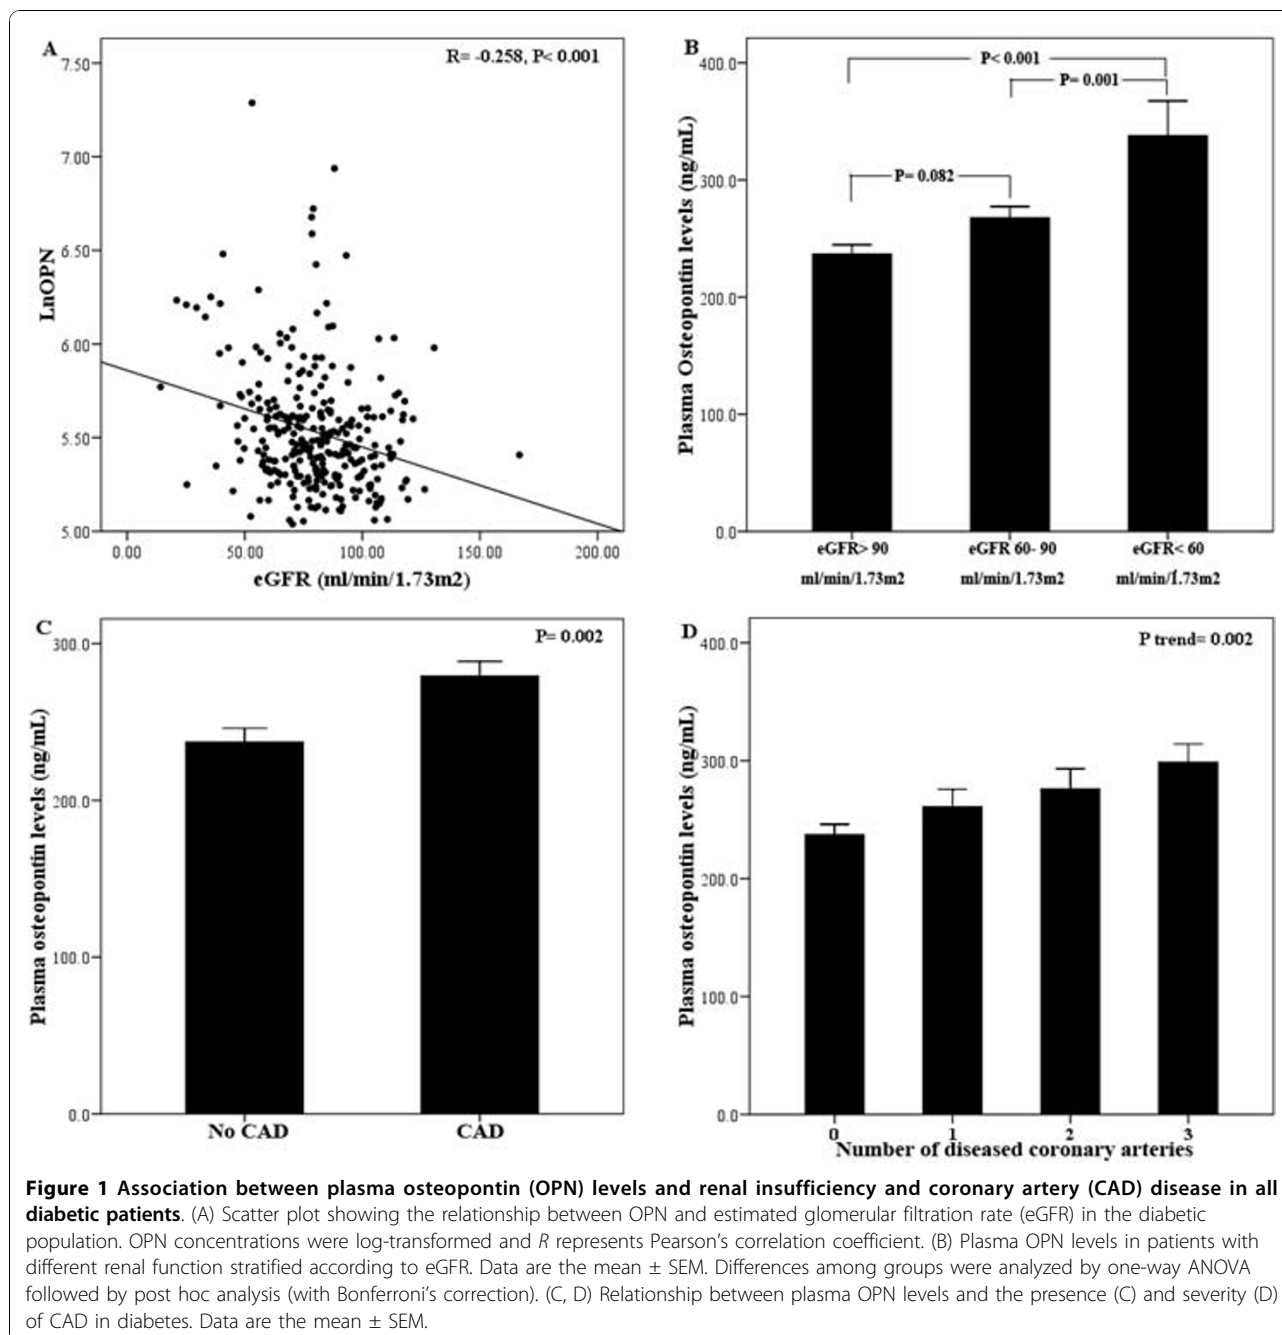 A
R= -0.258, P< 0.001
7.50
7.00
6.50
6.00
5.50
5.00
LnOPN
0.00 50.00 100.00 150.00 200.00
eGFR (ml/min/1.73m2)
B
P< 0.001
P= 0.001
P= 0.082
400.0
300.0
200.0
100.0
0.0
Plasma Osteopontin levels (ng/mL)
eGFR> 90 eGFR 60- 90 eGFR< 60
ml/min/1.73m2 ml/min/1.73m2 ml/min/1.73m2
C
P= 0.002
300.0
200.0
100.0
0.0
Plasma osteopontin levels (ng/mL)
No CAD CAD
D
P trend= 0.002
400.0
300.0
200.0
100.0
0.0
Plasma osteopontin levels (ng/mL)
0 1 2 3
Number of diseased coronary arteries
Figure 1 Association between plasma osteopontin (OPN) levels and renal insufficiency and coronary artery (CAD) disease in all
diabetic patients. (A) Scatter plot showing the relationship between OPN and estimated glomerular filtration rate (eGFR) in the diabetic
population. OPN concentrations were log-transformed and R represents Pearson's correlation coefficient. (B) Plasma OPN levels in patients with
different renal function stratified according to eGFR. Data are the mean ± SEM. Differences among groups were analyzed by one-way ANOVA
followed by post hoc analysis (with Bonferroni's correction). (C, D) Relationship between plasma OPN levels and the presence (C) and severity (D)
of CAD in diabetes. Data are the mean ± SEM.